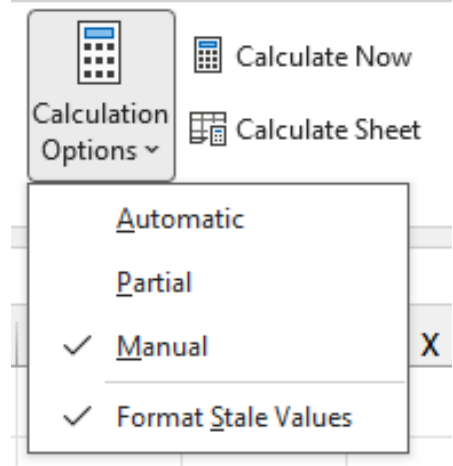 Calculation
Options
Calculate Now
Calculate Sheet
Automatic
Partial
Manual
Format Stale Values
X